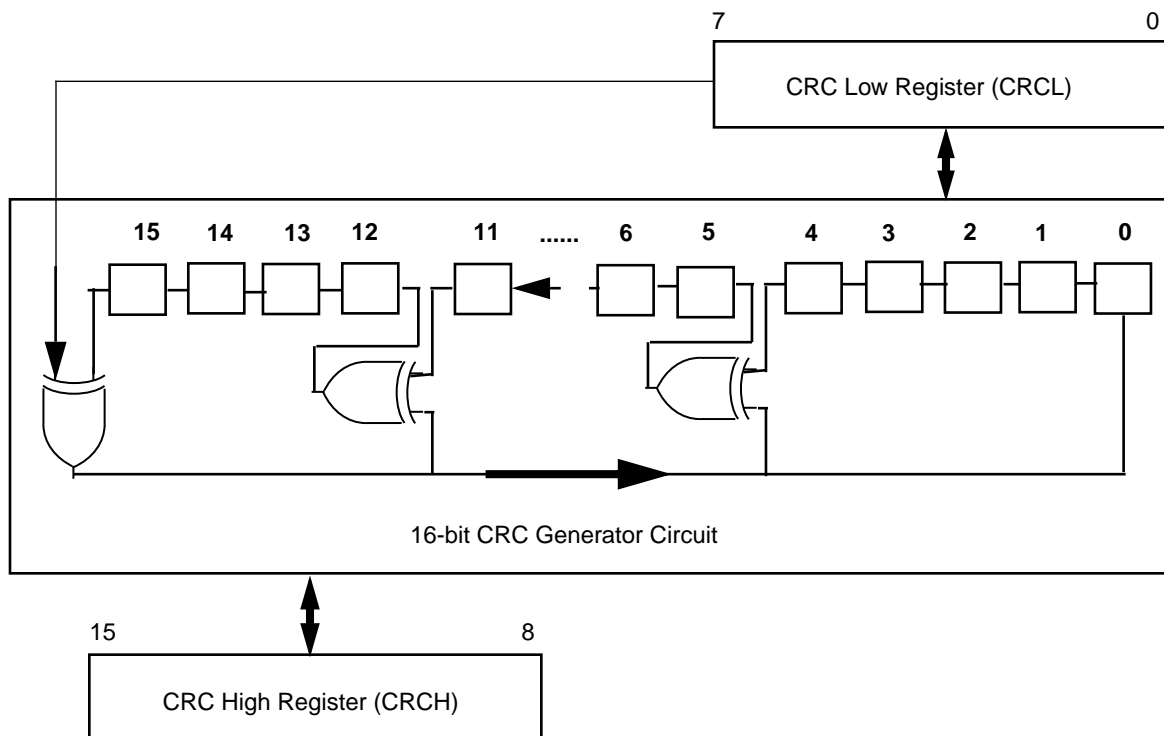 7 0
CRC Low Register (CRCL)
15 14 13 12 11 ...... 6 5 4 3 2 1 0
16-bit CRC Generator Circuit
15 8
CRC High Register (CRCH)